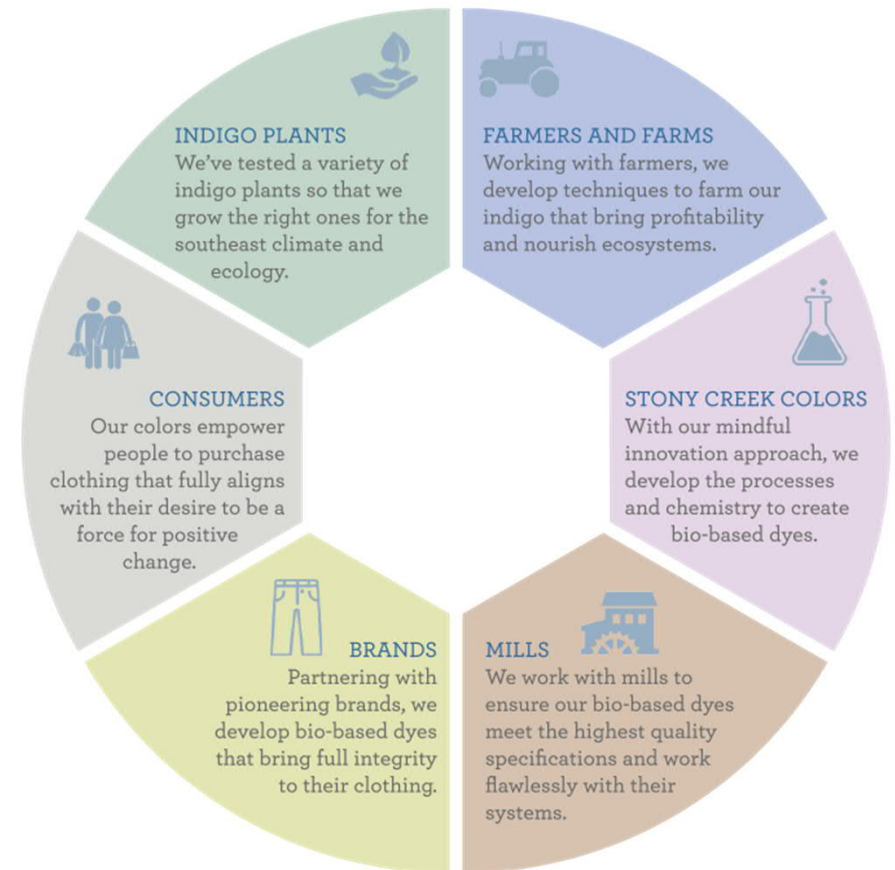 INDIGO PLANTS
We've tested a variety of
indigo plants so that we
grow the right ones for the
southeast climate and
ecology.
FARMERS AND FARMS
Working with farmers, we
develop techniques to farm our
indigo that bring profitability
and nourish ecosystems.
STONY CREEK COLORS
With our mindful
innovation approach, we
develop the processes
and chemistry to create
bio-based dyes.
MILLS
We work with mills to
ensure our bio-based dyes
meet the highest quality
specifications and work
flawlessly with their
systems.
BRANDS
Partnering with
pioneering brands, we
develop bio-based dyes
that bring full integrity
to their clothing.
CONSUMERS
Our colors empower
people to purchase
clothing that fully aligns
with their desire to be a
force for positive
change.